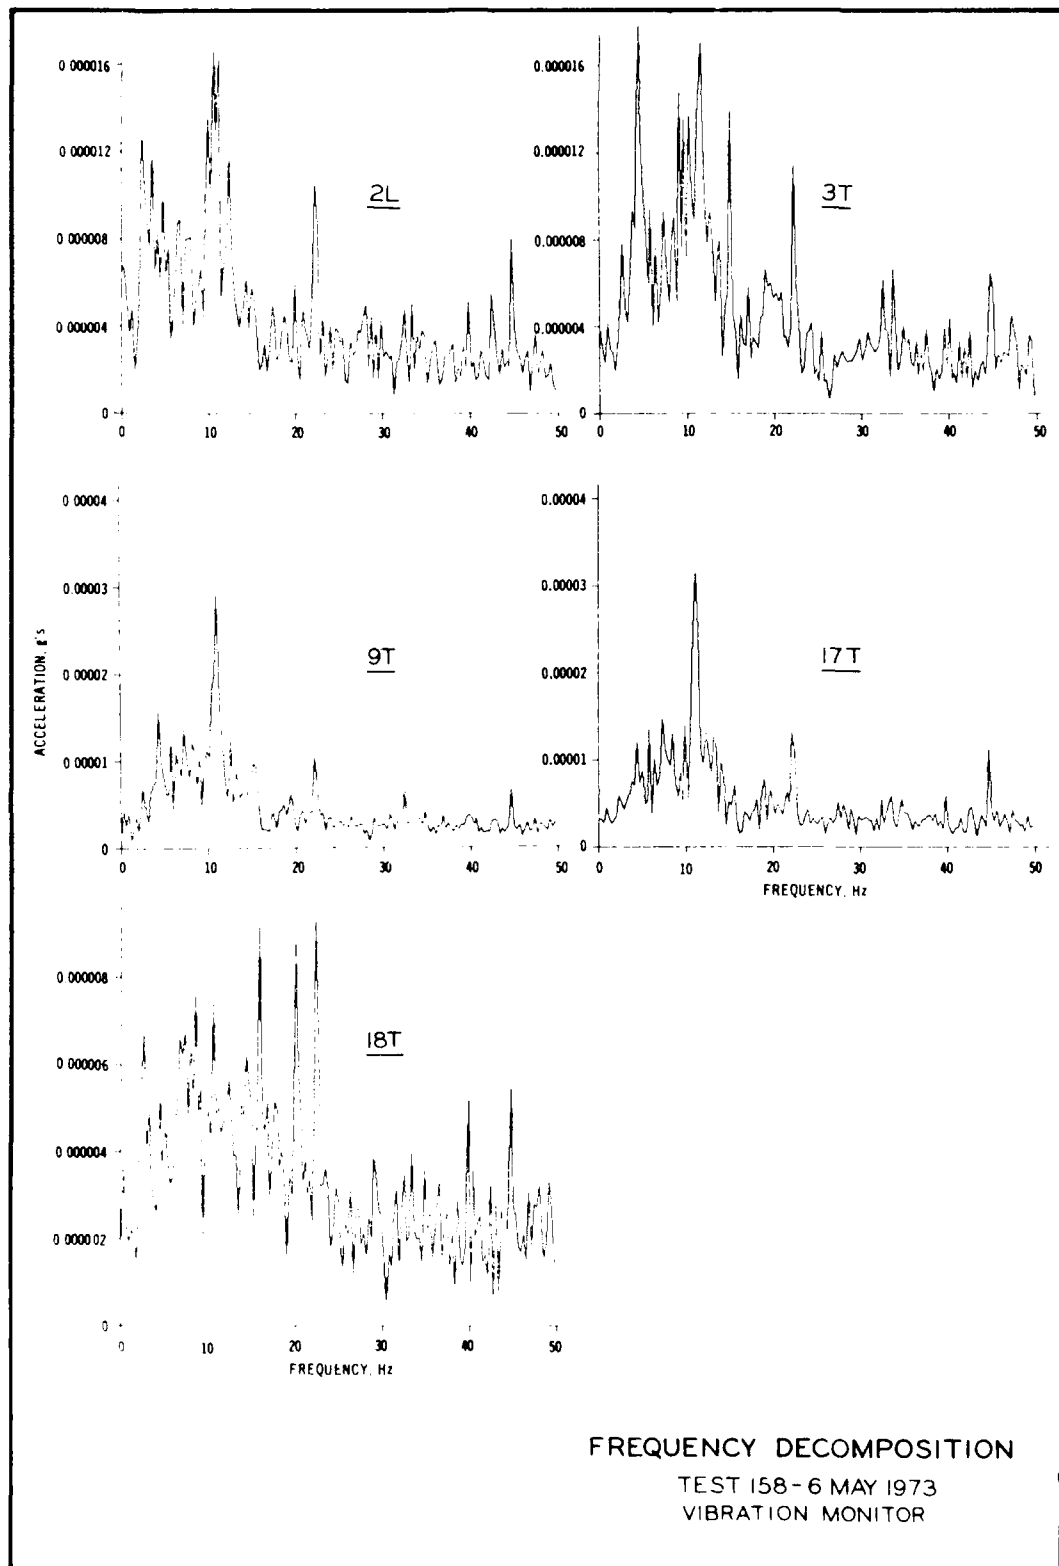 0.000016
0 000012
0 000008
0 000004
0
0 10 20 30 40 50
2L
0.000016
0.000012
0.000008
0.000004
0
0 10 20 30 40 50
3T
ACCELERATION, g's
0 00004
0.00003
0 00002
0 00001
0
0 10 20 30 40 50
9T
0.00004
0.00003
0 00002
0.00001
0
0 10 20 30 40 50
FREQUENCY, Hz
17T
0 000008
0 000006
0 000004
0 000002
0
0 10 20 30 40 50
FREQUENCY, Hz
18T
FREQUENCY DECOMPOSITION
TEST 158-6 MAY 1973
VIBRATION MONITOR